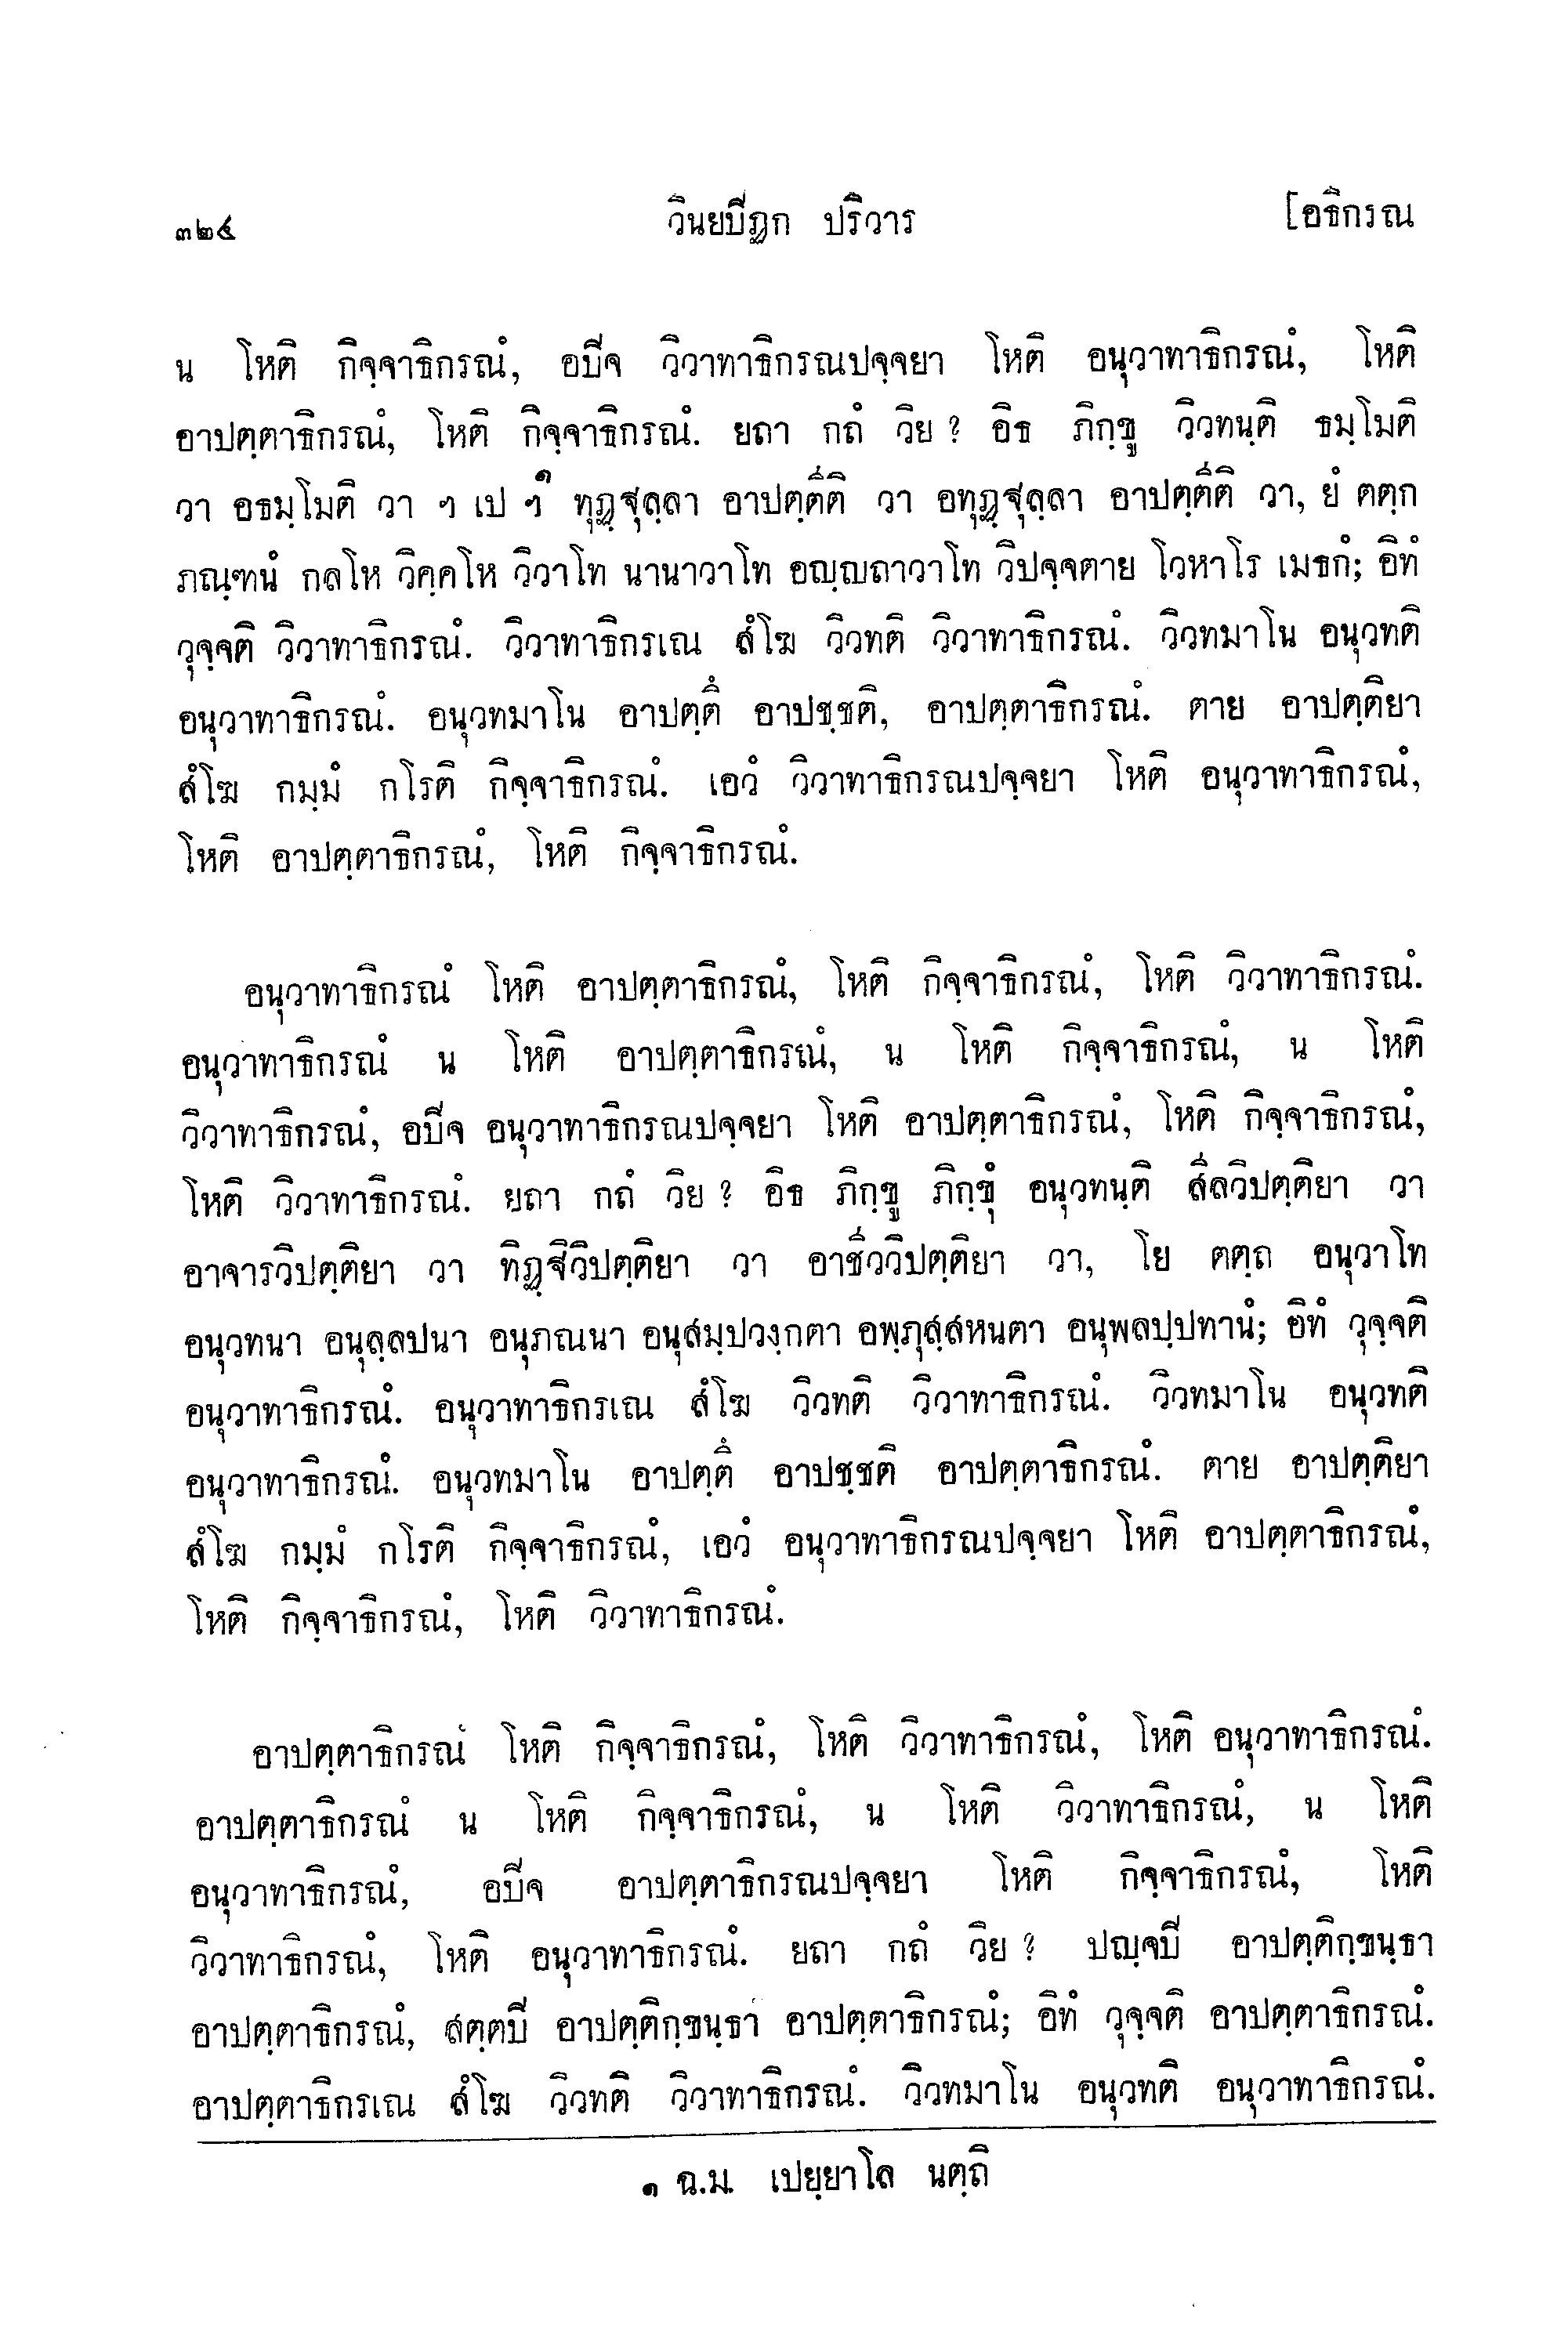 ๓๒๔ วินยปิฏก ปริวาร [อธิกรณ
น โหติ กิจฺจาธิกรณํ, อปิจ วิวาทาธิกรณปจฺจยา โหติ อนุวาทาธิกรณํ, โหติ
อาปตฺตาธิกรณํ, โหติ กิจฺจาธิกรณํ. ยถา กถํ วิย ? อิธ ภิกฺขู วิวทนฺติ ธมฺโมติ
วา อธมฺโมติ วา ฯ เป ฯ๑ ทุฏฺฐุลฺลา อาปตฺตีติ วา อทุฏฺฐุลฺลา อาปตฺตีติ วา, ยํ ตตฺถ
ภณฺฑนํ กลโห วิคฺคโห วิวาโท นานาวาโท อญฺญถาวาโท วิปจฺจตาย โวหาโร เมธกํ; อิทํ
วุจฺจติ วิวาทาธิกรณํ. วิวาทาธิกรเณ สํโฆ วิวทติ วิวาทาธิกรณํ. วิวทมาโน อนุวทติ
อนุวาทาธิกรณํ. อนุวทมาโน อาปตฺตึ อาปชฺชติ, อาปตฺตาธิกรณํ. ตาย อาปตฺติยา
สํโฆ กมฺมํ กโรติ กิจฺจาธิกรณํ. เอวํ วิวาทาธิกรณปจฺจยา โหติ อนุวาทาธิกรณํ,
โหติ อาปตฺตาธิกรณํ, โหติ กิจฺจาธิกรณํ.
อนุวาทาธิกรณํ โหติ อาปตฺตาธิกรณํ, โหติ กิจฺจาธิกรณํ, โหติ วิวาทาธิกรณํ.
อนุวาทาธิกรณํ น โหติ อาปตฺตาธิกรณํ, น โหติ กิจฺจาธิกรณํ, น โหติ
วิวาทาธิกรณํ, อปิจ อนุวาทาธิกรณปจฺจยา โหติ อาปตฺตาธิกรณํ, โหติ กิจฺจาธิกรณํ,
โหติ วิวาทาธิกรณํ. ยถา กถํ วิย ? อิธ ภิกฺขู ภิกฺขุํ อนุวทนฺติ สีลวิปตฺติยา วา
อาจารวิปตฺติยา วา ทิฏฺฐิวิปตฺติยา วา อาชีววิปตฺติยา วา, โย ตตฺถ อนุวาโท
อนุวทนา อนุลฺลปนา อนุภณนา อนุสมฺปวงฺกตา อพฺภุสฺสหนตา อนุพลปฺปทานํ; อิทํ วุจฺจติ
อนุวาทาธิกรณํ. อนุวาทาธิกรเณ สํโฆ วิวทติ วิวาทาธิกรณํ. วิวทมาโน อนุวทติ
อนุวาทาธิกรณํ. อนุวทมาโน อาปตฺตึ อาปชฺชติ อาปตฺตาธิกรณํ. ตาย อาปตฺติยา
สํโฆ กมฺมํ กโรติ กิจฺจาธิกรณํ, เอวํ อนุวาทาธิกรณปจฺจยา โหติ อาปตฺตาธิกรณํ,
โหติ กิจฺจาธิกรณํ, โหติ วิวาทาธิกรณํ.
อาปตฺตาธิกรณํ โหติ กิจฺจาธิกรณํ, โหติ วิวาทาธิกรณํ, โหติ อนุวาทาธิกรณํ.
อาปตฺตาธิกรณํ น โหติ กิจฺจาธิกรณํ, น โหติ วิวาทาธิกรณํ, น โหติ
อนุวาทาธิกรณํ, อปิจ อาปตฺตาธิกรณปจฺจยา โหติ กิจฺจาธิกรณํ, โหติ
วิวาทาธิกรณํ, โหติ อนุวาทาธิกรณํ. ยถา กถํ วิย ? ปญฺจปิ อาปตฺติกฺขนฺธา
อาปตฺตาธิกรณํ, สตฺตปิ อาปตฺติกฺขนฺธา อาปตฺตาธิกรณํ; อิทํ วุจฺจติ อาปตฺตาธิกรณํ.
อาปตฺตาธิกรเณ สํโฆ วิวทติ วิวาทาธิกรณํ. วิวทมาโน อนุวทติ อนุวาทาธิกรณํ.
๑ ฉ.ม. เปยฺยาโล นตฺถิ